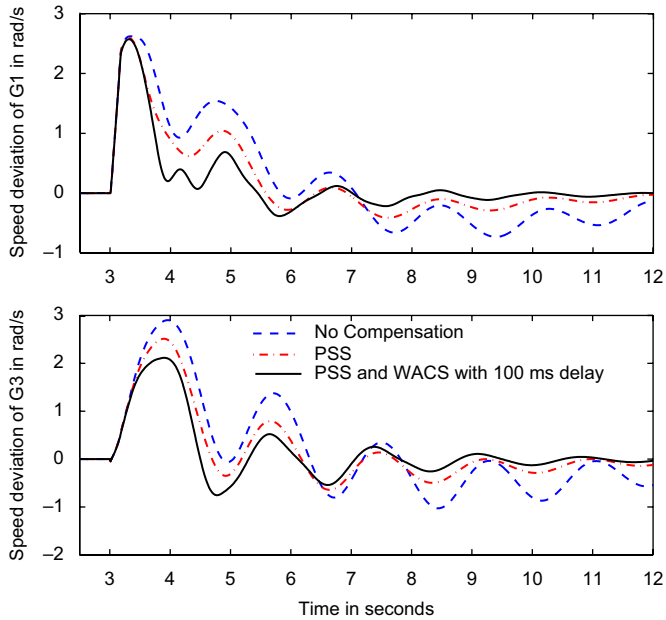 Speed deviation of G1 in rad/s
3
2
1
0
–1
3 4 5 6 7 8 9 10 11 12
Speed deviation of G3 in rad/s
3
2
1
0
–1
–2
No Compensation
PSS
PSS and WACS with 100 ms delay
3 4 5 6 7 8 9 10 11 12
Time in seconds